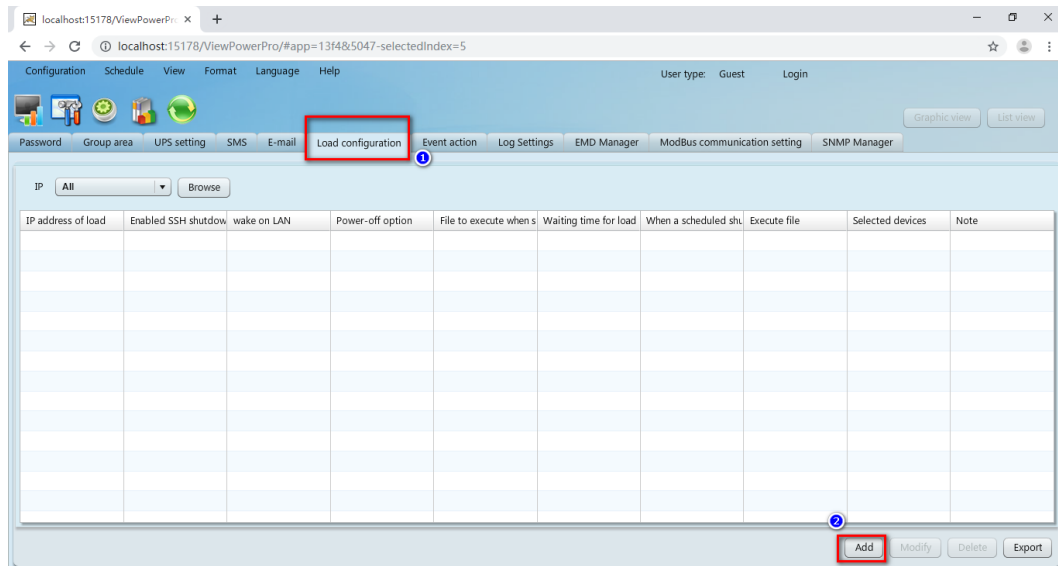 localhost:15178/ViewPowerPro
localhost:15178/ViewPowerPro/#app=13f4&5047-selectedIndex=5
Configuration Schedule View Format Language Help User type: Guest Login
Graphic view List view
Password Group area UPS setting SMS E-mail Load configuration Event action Log Settings EMD Manager ModBus communication setting SNMP Manager
1
IP All Browse
IP address of load Enabled SSH shutdow wake on LAN Power-off option File to execute when s Waiting time for load When a scheduled shu Execute file Selected devices Note
2
Add Modify Delete Export